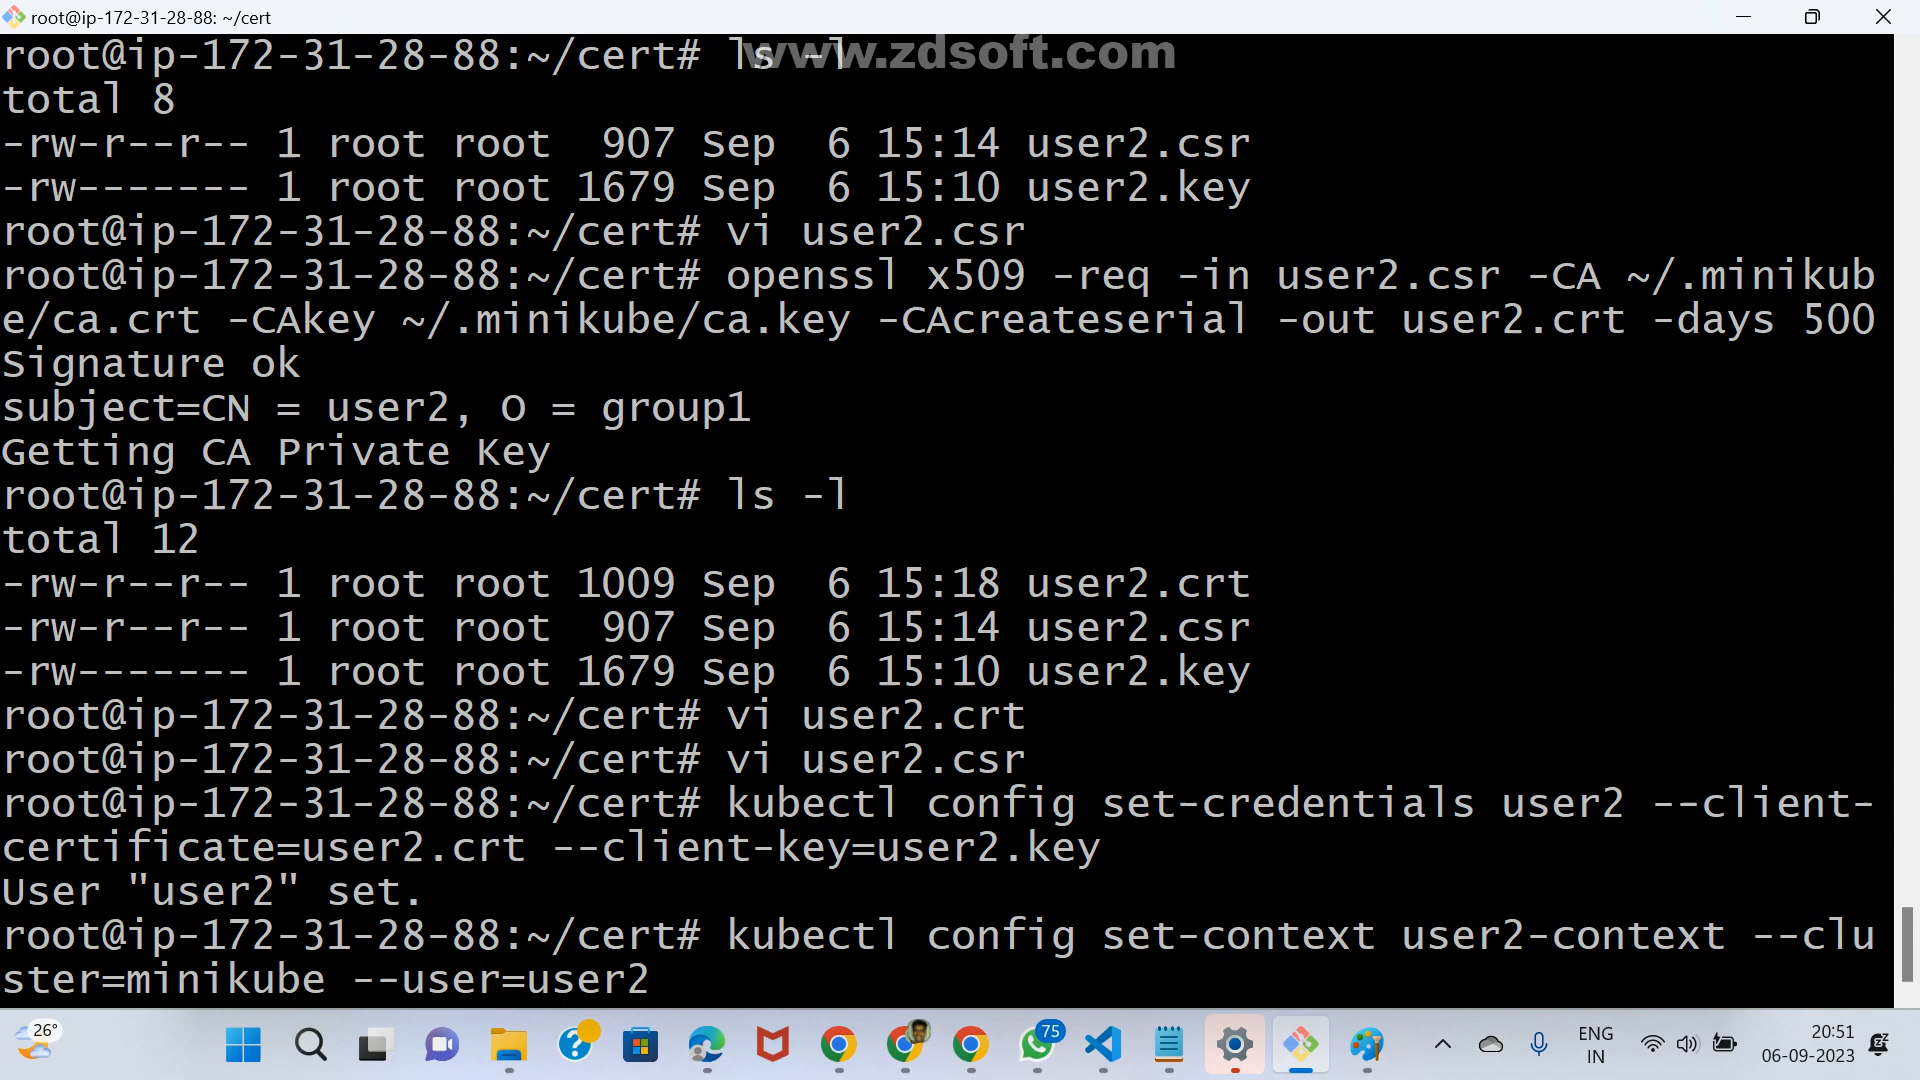 root@ip-172-31-28-88: ~/cert
root@ip-172-31-28-88:~/cert# ls -l
www.zdsoft.com
total 8
-rw-r--r-- 1 root root  907 Sep  6 15:14 user2.csr
-rw------- 1 root root 1679 Sep  6 15:10 user2.key
root@ip-172-31-28-88:~/cert# vi user2.csr
root@ip-172-31-28-88:~/cert# openssl x509 -req -in user2.csr -CA ~/.minikub
e/ca.crt -CAkey ~/.minikube/ca.key -CAcreateserial -out user2.crt -days 500
Signature ok
subject=CN = user2, O = group1
Getting CA Private Key
root@ip-172-31-28-88:~/cert# ls -l
total 12
-rw-r--r-- 1 root root 1009 Sep  6 15:18 user2.crt
-rw-r--r-- 1 root root  907 Sep  6 15:14 user2.csr
-rw------- 1 root root 1679 Sep  6 15:10 user2.key
root@ip-172-31-28-88:~/cert# vi user2.crt
root@ip-172-31-28-88:~/cert# vi user2.csr
root@ip-172-31-28-88:~/cert# kubectl config set-credentials user2 --client-
certificate=user2.crt --client-key=user2.key
User "user2" set.
root@ip-172-31-28-88:~/cert# kubectl config set-context user2-context --clu
ster=minikube --user=user2
26°
75
ENG
IN
20:51
06-09-2023